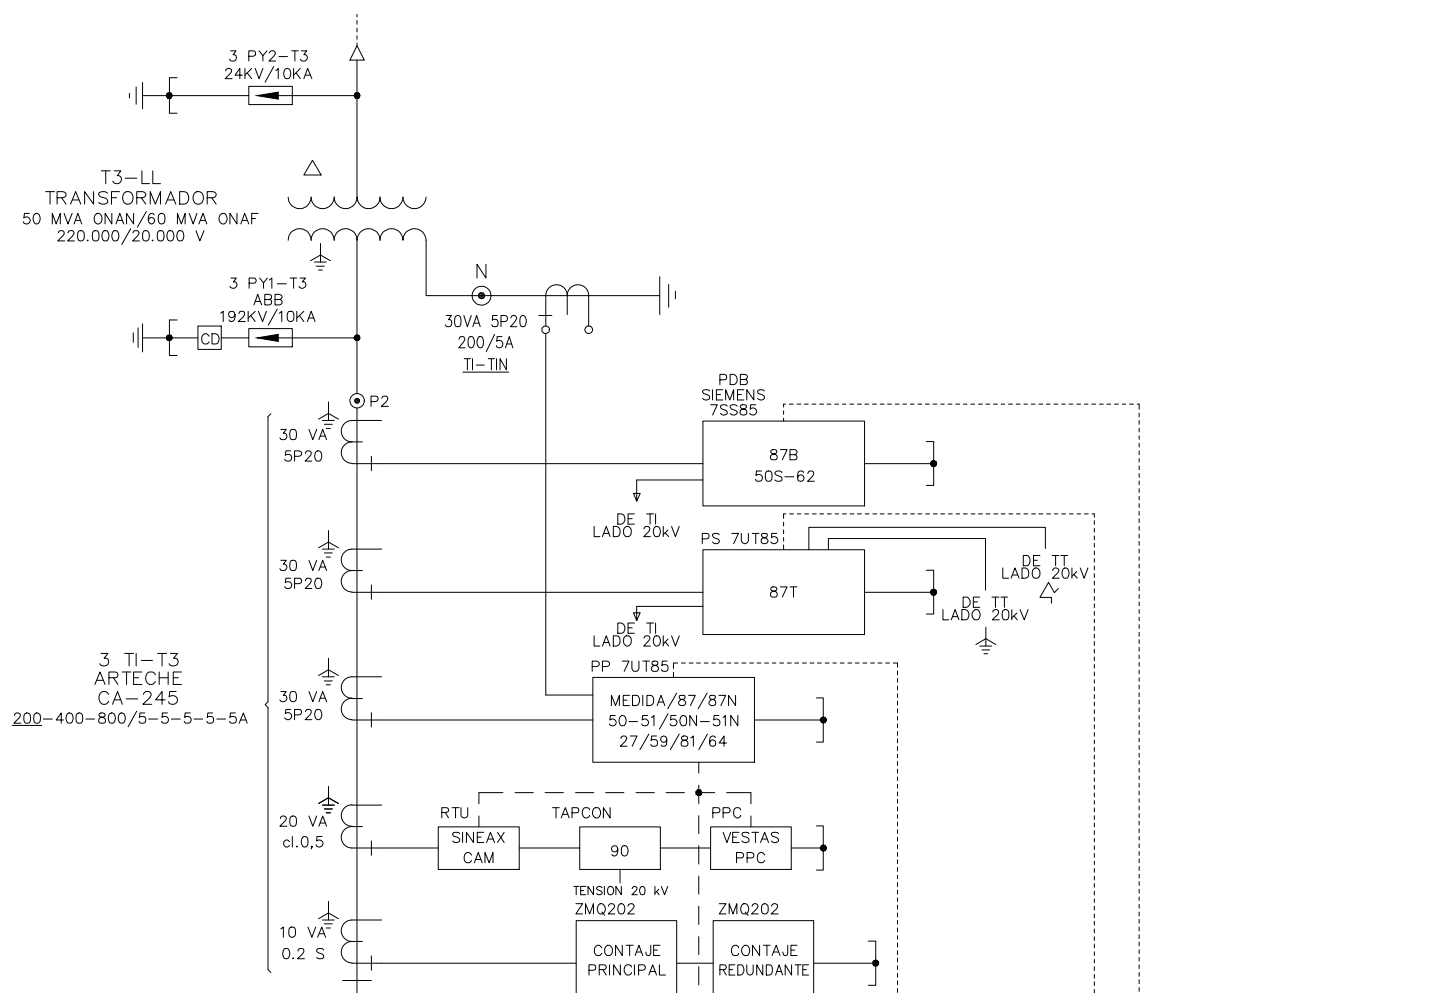 3 PY2-T3
24KV/10KA
T3-LL
TRANSFORMADOR
50 MVA ONAN/60 MVA ONAF
220.000/20.000 V
3 PY1-T3
ABB
192KV/10KA
CD
N
30VA 5P20
200/5A
TI-TIN
P2
PDB
SIEMENS
7SS85
30 VA
5P20
87B
50S-62
DE TI
LADO 20kV
PS 7UT85
30 VA
5P20
87T
DE TT
LADO 20kV
DE TT
LADO 20kV
DE TI
LADO 20kV
3 TI-T3
ARTECHE
CA-245
200-400-800/5-5-5-5-5A
PP 7UT85
30 VA
5P20
MEDIDA/87/87N
50-51/50N-51N
27/59/81/64
RTU
TAPCON
PPC
20 VA
cl.0,5
SINEAX
CAM
90
VESTAS
PPC
TENSION 20 kV
ZMQ202
ZMQ202
10 VA
0.2 S
CONTAJE
PRINCIPAL
CONTAJE
REDUNDANTE